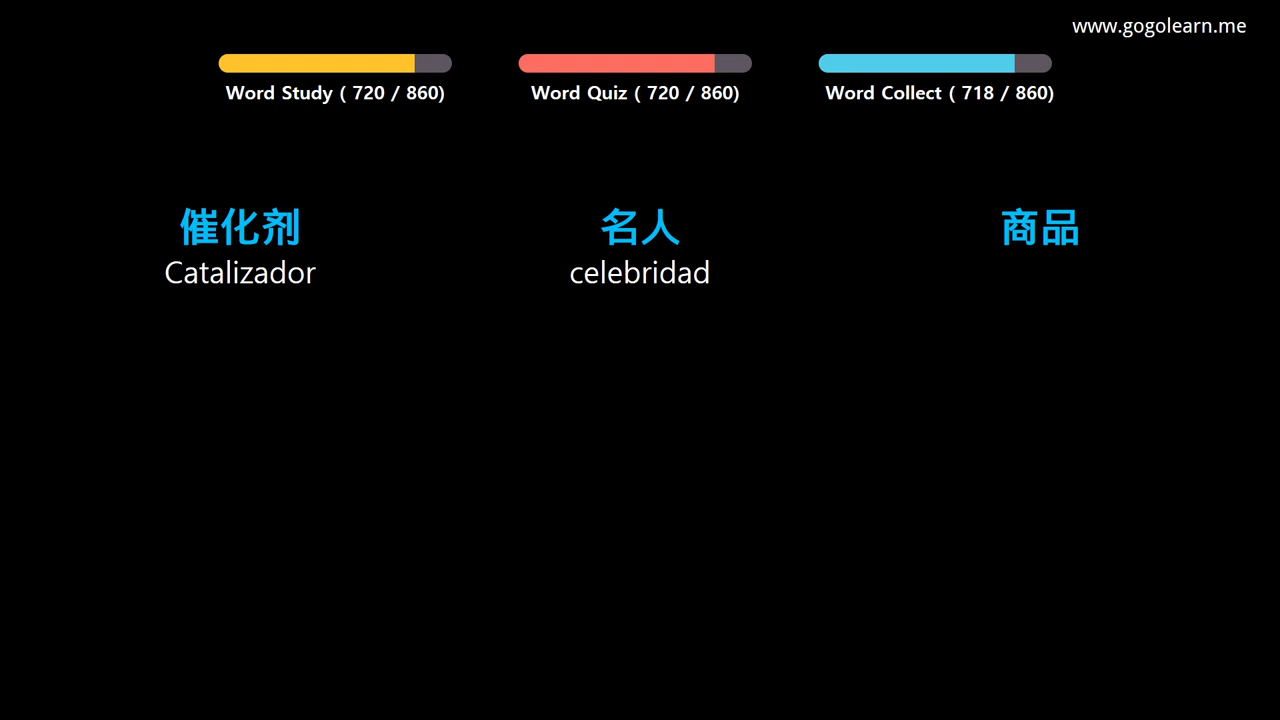 www.gogolearn.me
Word Study ( 720 / 860)
Word Quiz ( 720 / 860)
Word Collect ( 718 / 860)
催化剂
Catalizador
名人
celebridad
商品